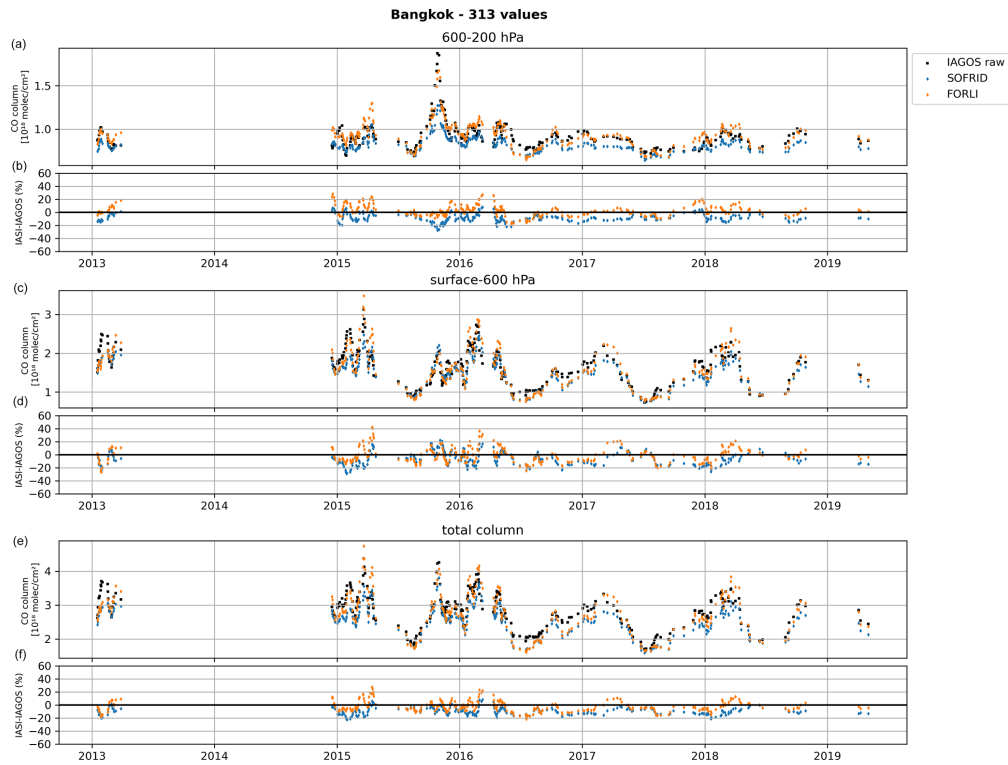 Bangkok - 313 values
(a)
600-200 hPa
CO column
[10¹⁸ molec/cm²]
1.5
1.0
IAGOS raw
SOFRID
FORLI
(b)
IASI-IAGOS (%)
60
40
20
0
−20
−40
−60
2013
2014
2015
2016
2017
2018
2019
(c)
surface-600 hPa
CO column
[10¹⁸ molec/cm²]
3
2
1
(d)
IASI-IAGOS (%)
60
40
20
0
−20
−40
−60
2013
2014
2015
2016
2017
2018
2019
(e)
total column
CO column
[10¹⁸ molec/cm²]
4
3
2
(f)
IASI-IAGOS (%)
60
40
20
0
−20
−40
−60
2013
2014
2015
2016
2017
2018
2019